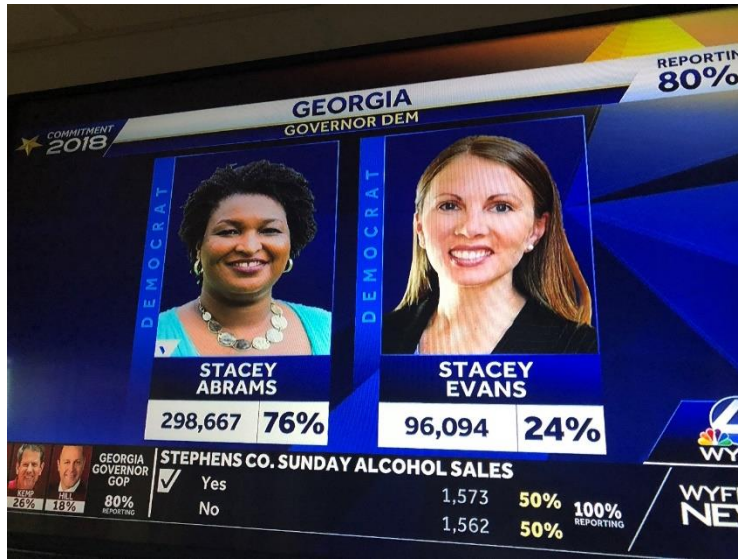 COMMITMENT
2018
GEORGIA
GOVERNOR DEM
REPORTING
80%
DEMOCRAT
STACEY
ABRAMS
298,667 76%
DEMOCRAT
STACEY
EVANS
96,094 24%
4
KEMP
26%
HILL
18%
GEORGIA
GOVERNOR
GOP
80%
REPORTING
STEPHENS CO. SUNDAY ALCOHOL SALES
Yes 1,573 50%
No 1,562 50%
100%
REPORTING